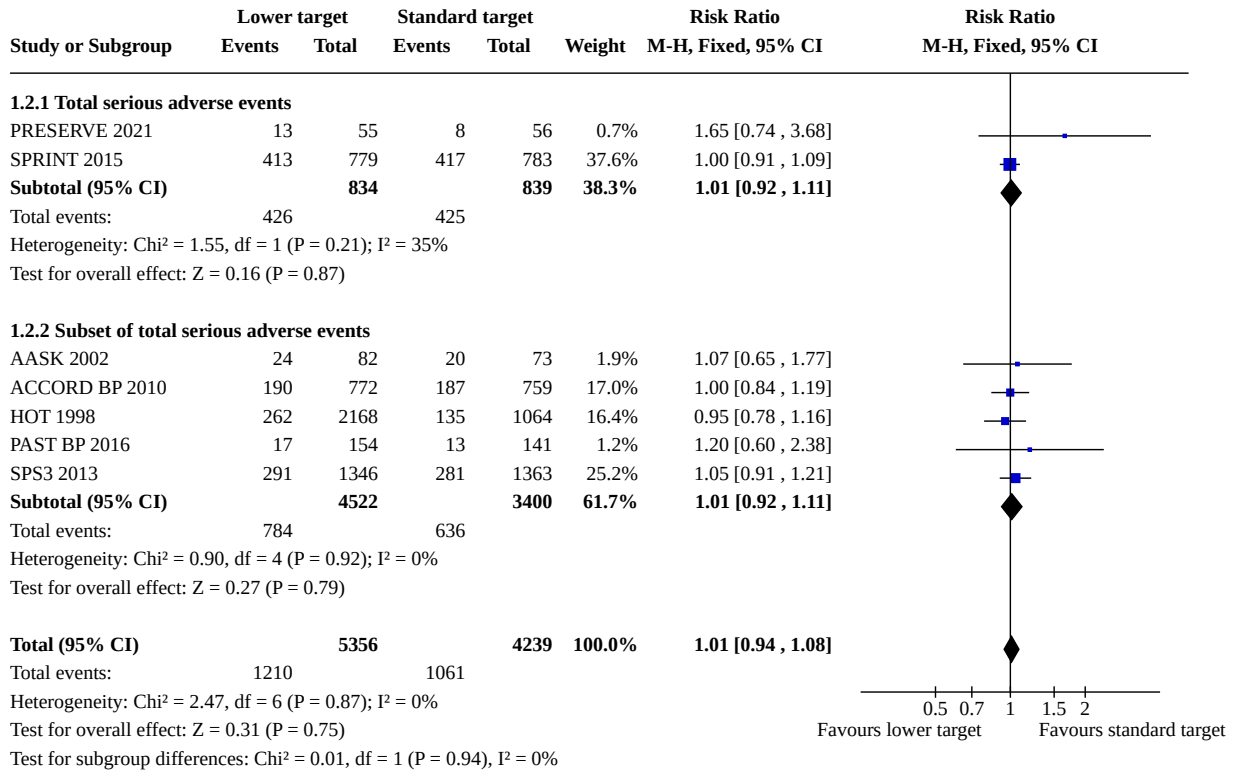 Lower target Standard target Risk Ratio Risk Ratio
Study or Subgroup Events Total Events Total Weight M-H, Fixed, 95% CI M-H, Fixed, 95% CI
1.2.1 Total serious adverse events
PRESERVE 2021 13 55 8 56 0.7% 1.65 [0.74 , 3.68]
SPRINT 2015 413 779 417 783 37.6% 1.00 [0.91 , 1.09]
Subtotal (95% CI) 834 839 38.3% 1.01 [0.92 , 1.11]
Total events: 426 425
Heterogeneity: Chi² = 1.55, df = 1 (P = 0.21); I² = 35%
Test for overall effect: Z = 0.16 (P = 0.87)
1.2.2 Subset of total serious adverse events
AASK 2002 24 82 20 73 1.9% 1.07 [0.65 , 1.77]
ACCORD BP 2010 190 772 187 759 17.0% 1.00 [0.84 , 1.19]
HOT 1998 262 2168 135 1064 16.4% 0.95 [0.78 , 1.16]
PAST BP 2016 17 154 13 141 1.2% 1.20 [0.60 , 2.38]
SPS3 2013 291 1346 281 1363 25.2% 1.05 [0.91 , 1.21]
Subtotal (95% CI) 4522 3400 61.7% 1.01 [0.92 , 1.11]
Total events: 784 636
Heterogeneity: Chi² = 0.90, df = 4 (P = 0.92); I² = 0%
Test for overall effect: Z = 0.27 (P = 0.79)
Total (95% CI) 5356 4239 100.0% 1.01 [0.94 , 1.08]
Total events: 1210 1061
Heterogeneity: Chi² = 2.47, df = 6 (P = 0.87); I² = 0%
0.5 0.7 1 1.5 2
Test for overall effect: Z = 0.31 (P = 0.75)
Favours lower target Favours standard target
Test for subgroup differences: Chi² = 0.01, df = 1 (P = 0.94), I² = 0%